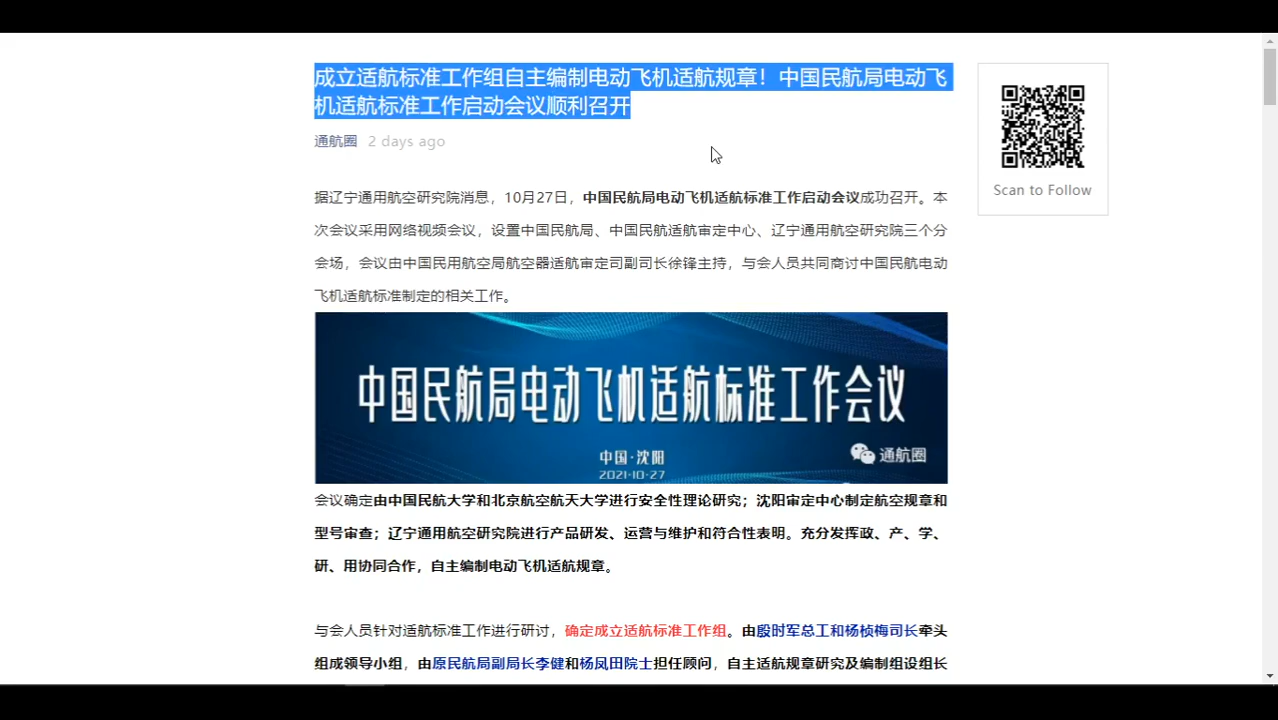 成立适航标准工作组自主编制电动飞机适航规章！中国民航局电动飞
机适航标准工作启动会议顺利召开
通航圈 2 days ago
Scan to Follow
据辽宁通用航空研究院消息，10月27日，中国民航局电动飞机适航标准工作启动会议成功召开。本
次会议采用网络视频会议，设置中国民航局、中国民航适航审定中心、辽宁通用航空研究院三个分
会场，会议由中国民用航空局航空器适航审定司副司长徐锋主持，与会人员共同商讨中国民航电动
飞机适航标准制定的相关工作。
中国民航局电动飞机适航标准工作会议
中国·沈阳
2021-10-27
通航圈
会议确定由中国民航大学和北京航空航天大学进行安全性理论研究；沈阳审定中心制定航空规章和
型号审查；辽宁通用航空研究院进行产品研发、运营与维护和符合性表明。充分发挥政、产、学、
研、用协同合作，自主编制电动飞机适航规章。
与会人员针对适航标准工作进行研讨，确定成立适航标准工作组。由殷时军总工和杨桢梅司长牵头
组成领导小组，由原民航局副局长李健和杨凤田院士担任顾问，自主适航规章研究及编制组设组长